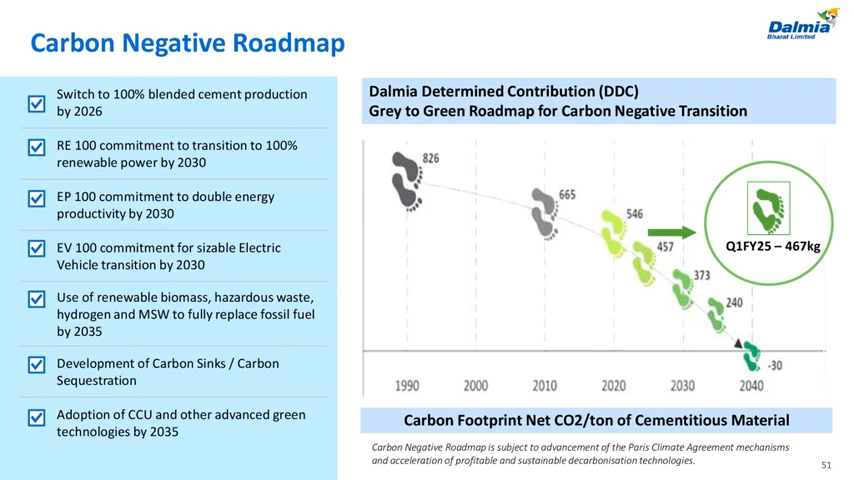 Dalmia
Bharat Limited
Carbon Negative Roadmap
Switch to 100% blended cement production
by 2026
RE 100 commitment to transition to 100%
renewable power by 2030
EP 100 commitment to double energy
productivity by 2030
EV 100 commitment for sizable Electric
Vehicle transition by 2030
Use of renewable biomass, hazardous waste,
hydrogen and MSW to fully replace fossil fuel
by 2035
Development of Carbon Sinks / Carbon
Sequestration
Adoption of CCU and other advanced green
technologies by 2035
Dalmia Determined Contribution (DDC)
Grey to Green Roadmap for Carbon Negative Transition
826
665
546
457
373
240
-30
Q1FY25 – 467kg
1990 2000 2010 2020 2030 2040
Carbon Footprint Net CO2/ton of Cementitious Material
Carbon Negative Roadmap is subject to advancement of the Paris Climate Agreement mechanisms
and acceleration of profitable and sustainable decarbonisation technologies.
51